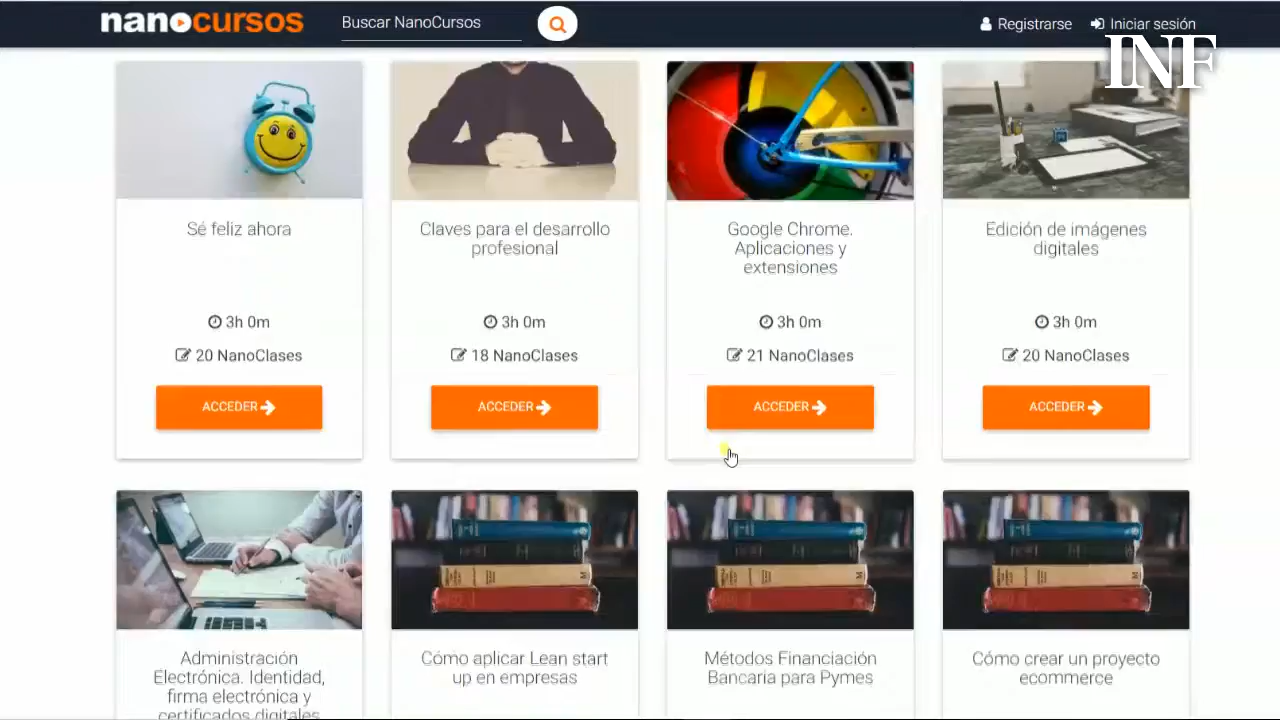 nanocursos
Buscar NanoCursos
Registrarse
Iniciar sesión
INF
Sé feliz ahora
3h 0m
20 NanoClases
ACCEDER
Claves para el desarrollo
profesional
3h 0m
18 NanoClases
ACCEDER
Google Chrome.
Aplicaciones y
extensiones
3h 0m
21 NanoClases
ACCEDER
Edición de imágenes
digitales
3h 0m
20 NanoClases
ACCEDER
Administración
Electrónica. Identidad,
firma electrónica y
certificados digitales
Cómo aplicar Lean start
up en empresas
Métodos Financiación
Bancaria para Pymes
Cómo crear un proyecto
ecommerce